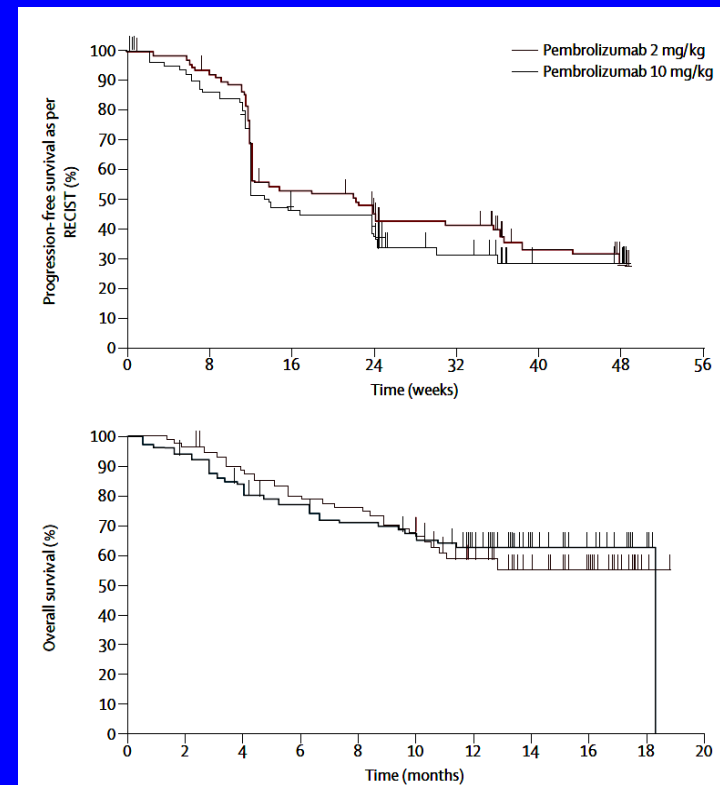 Pembrolizumab 2 mg/kg
Pembrolizumab 10 mg/kg
Progression-free survival as per
RECIST (%)
100
90
80
70
60
50
40
30
20
10
0
0 8 16 24 32 40 48 56
Time (weeks)
Overall survival (%)
100
90
80
70
60
50
40
30
20
10
0
0 2 4 6 8 10 12 14 16 18 20
Time (months)